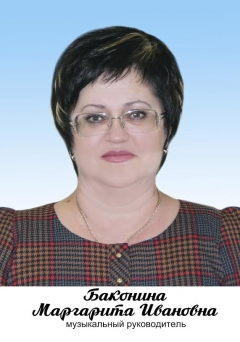 Баконина
Маргарита Ивановна
музыкальный руководитель